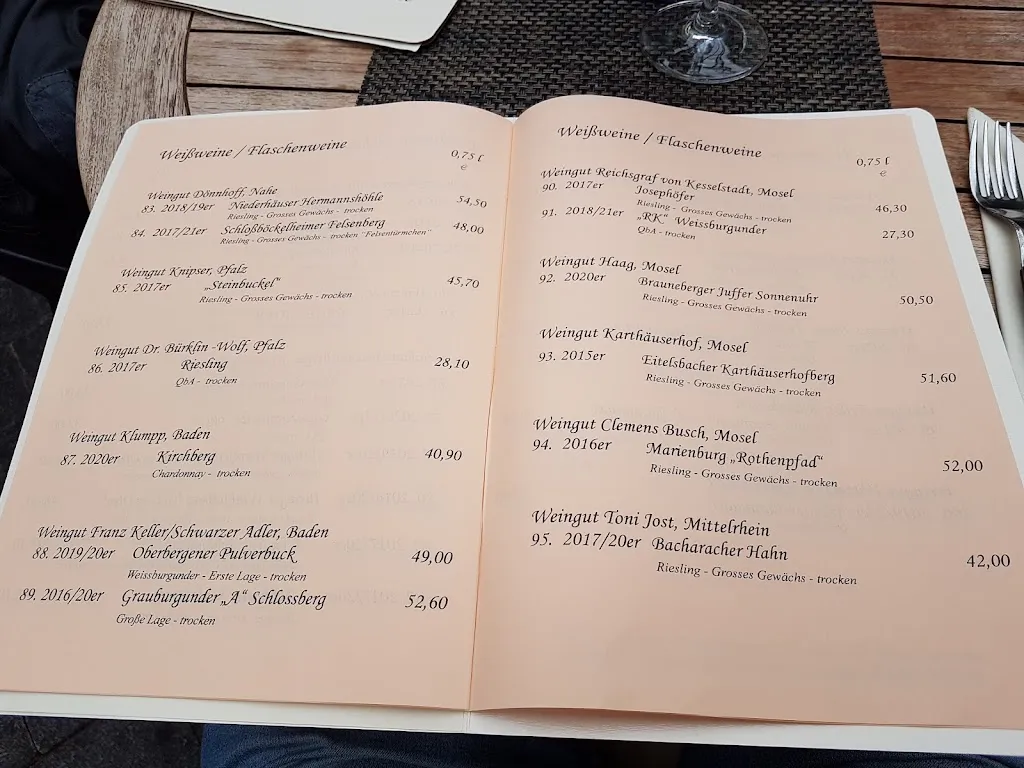 Weißweine / Flaschenweine
0,75 l
€
Weingut Dönnhoff, Nahe
83. 2018/19er Niederhäuser Hermannshöhle 54,50
Riesling - Grosses Gewächs - trocken
84. 2017/21er Schloßböckelheimer Felsenberg 48,00
Riesling - Grosses Gewächs - trocken "Felsentürmchen"
Weingut Knipser, Pfalz
85. 2017er „Steinbuckel“ 45,70
Riesling - Grosses Gewächs - trocken
Weingut Dr. Bürklin -Wolf, Pfalz
86. 2017er Riesling 28,10
QbA - trocken
Weingut Klumpp, Baden
87. 2020er Kirchberg 40,90
Chardonnay - trocken
Weingut Franz Keller/Schwarzer Adler, Baden
88. 2019/20er Oberbergener Pulverbuck 49,00
Weissburgunder - Erste Lage - trocken
89. 2016/20er Grauburgunder „A“ Schlossberg 52,60
Große Lage - trocken
Weißweine / Flaschenweine
0,75 l
€
Weingut Reichsgraf von Kesselstadt, Mosel
90. 2017er Josephöfer 46,30
Riesling - Grosses Gewächs - trocken
91. 2018/21er „RK“ Weissburgunder 27,30
QbA - trocken
Weingut Haag, Mosel
92. 2020er Brauneberger Juffer Sonnenuhr 50,50
Riesling - Grosses Gewächs - trocken
Weingut Karthäuserhof, Mosel
93. 2015er Eitelsbacher Karthäuserhofberg 51,60
Riesling - Grosses Gewächs - trocken
Weingut Clemens Busch, Mosel
94. 2016er Marienburg „Rothenpfad“ 52,00
Riesling - Grosses Gewächs - trocken
Weingut Toni Jost, Mittelrhein
95. 2017/20er Bacharacher Hahn 42,00
Riesling - Grosses Gewächs - trocken